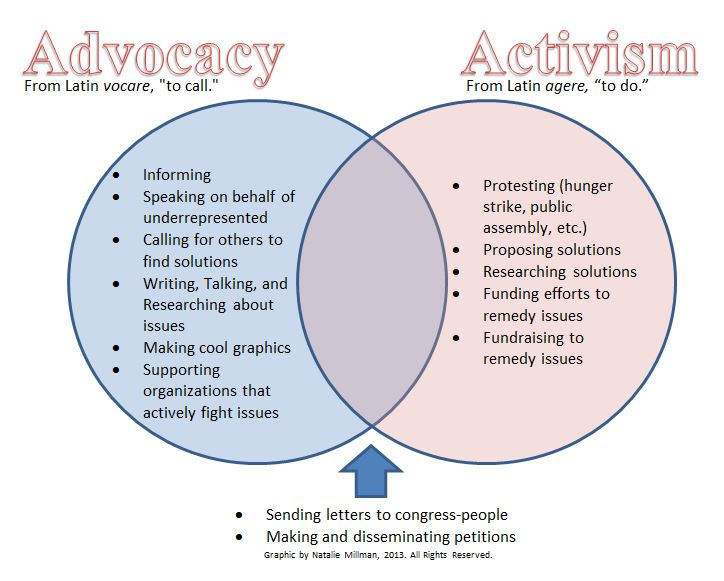 Advocacy
From Latin vocare, "to call."
Activism
From Latin agere, “to do.”
• Informing
• Speaking on behalf of
underrepresented
• Calling for others to
find solutions
• Writing, Talking, and
Researching about
issues
• Making cool graphics
• Supporting
organizations that
actively fight issues
• Protesting (hunger
strike, public
assembly, etc.)
• Proposing solutions
• Researching solutions
• Funding efforts to
remedy issues
• Fundraising to
remedy issues
• Sending letters to congress-people
• Making and disseminating petitions
Graphic by Natalie Millman, 2013. All Rights Reserved.